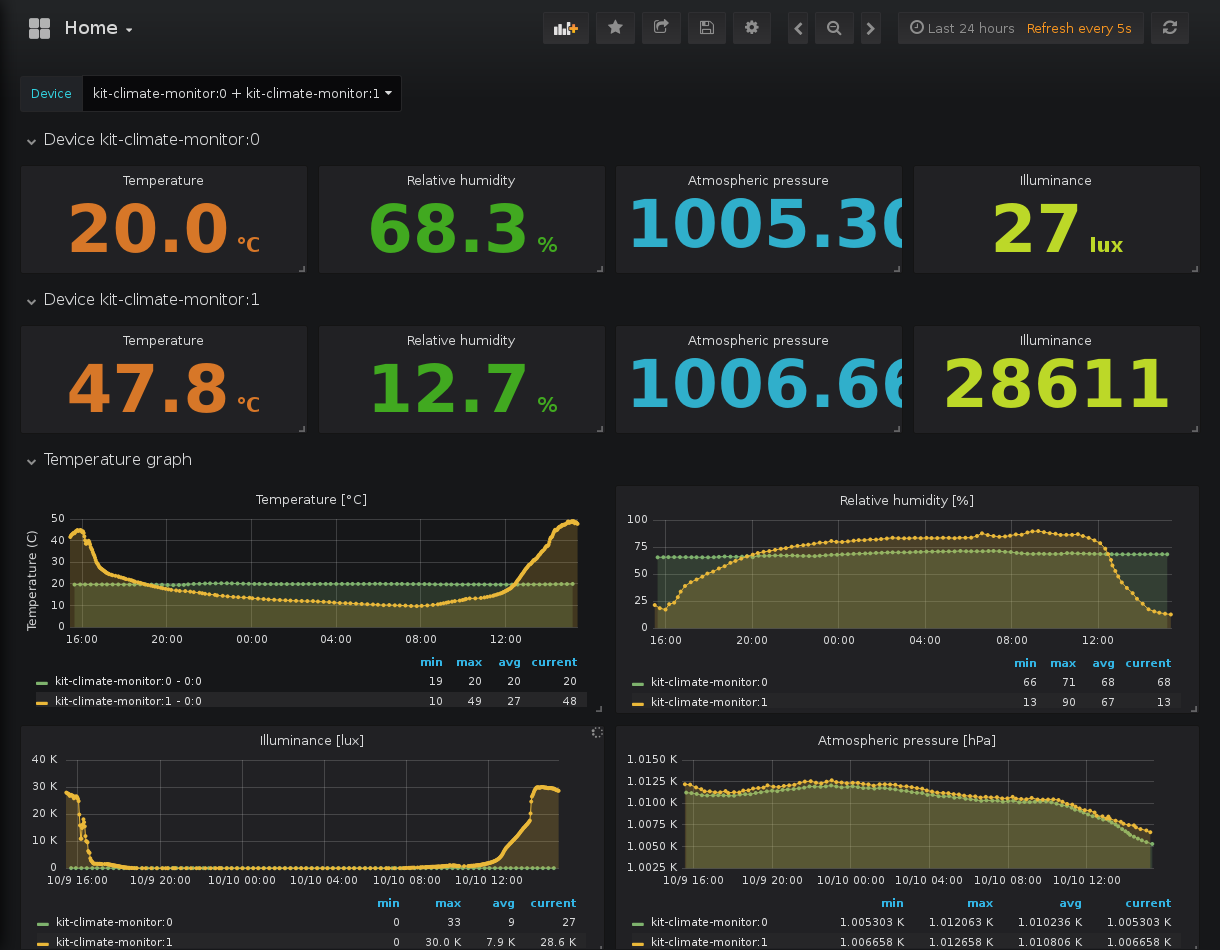 Home
Last 24 hours Refresh every 5s
Device kit-climate-monitor:0 + kit-climate-monitor:1
Device kit-climate-monitor:0
Temperature Relative humidity Atmospheric pressure Illuminance
20.0 °C 68.3 % 1005.30 27 lux
Device kit-climate-monitor:1
Temperature Relative humidity Atmospheric pressure Illuminance
47.8 °C 12.7 % 1006.66 28611
Temperature graph
Temperature [°C]
Temperature (C)
50
40
30
20
10
0
16:00 20:00 00:00 04:00 08:00 12:00
min max avg current
kit-climate-monitor:0 - 0:0 19 20 20 20
kit-climate-monitor:1 - 0:0 10 49 27 48
Relative humidity [%]
100
75
50
25
0
16:00 20:00 00:00 04:00 08:00 12:00
min max avg current
kit-climate-monitor:0 66 71 68 68
kit-climate-monitor:1 13 90 67 13
Illuminance [lux]
40 K
30 K
20 K
10 K
0
10/9 16:00 10/9 20:00 10/10 00:00 10/10 04:00 10/10 08:00 10/10 12:00
min max avg current
kit-climate-monitor:0 0 33 9 27
kit-climate-monitor:1 0 30.0 K 7.9 K 28.6 K
Atmospheric pressure [hPa]
1.0150 K
1.0125 K
1.0100 K
1.0075 K
1.0050 K
1.0025 K
10/9 16:00 10/9 20:00 10/10 00:00 10/10 04:00 10/10 08:00 10/10 12:00
min max avg current
kit-climate-monitor:0 1.005303 K 1.012063 K 1.010236 K 1.005303 K
kit-climate-monitor:1 1.006658 K 1.012658 K 1.010806 K 1.006658 K